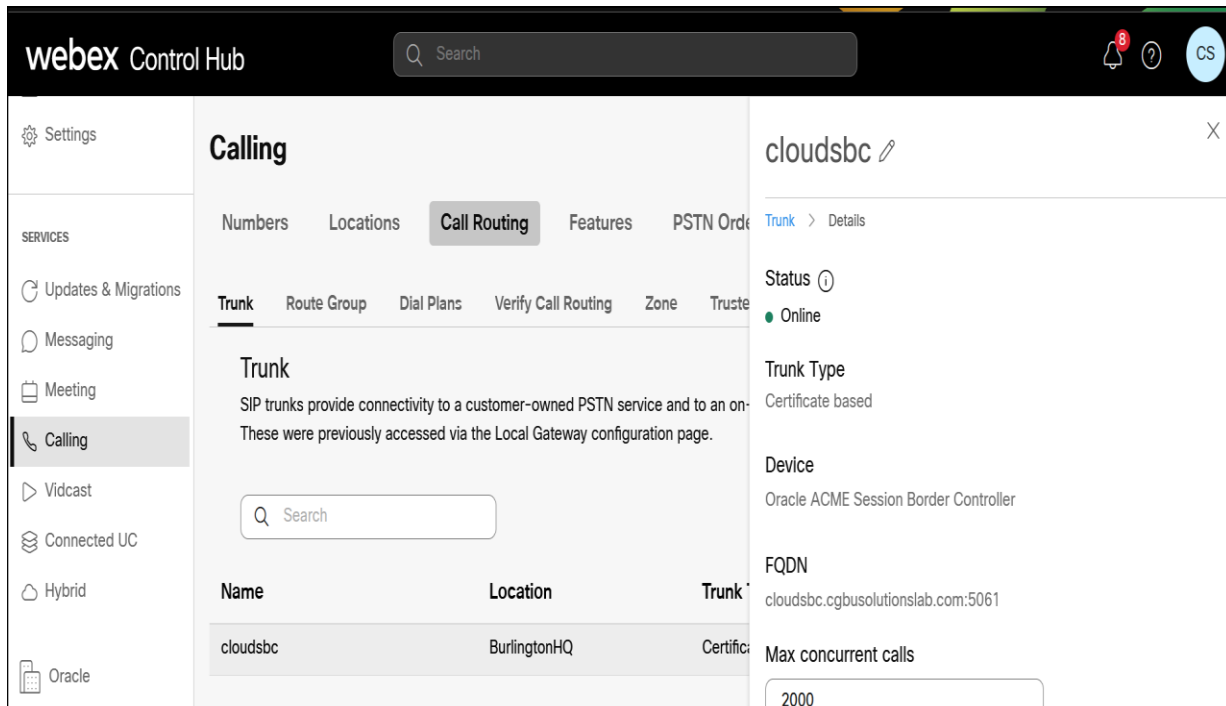 webex Control Hub
Search
8
CS
Settings
SERVICES
Updates & Migrations
Messaging
Meeting
Calling
Vidcast
Connected UC
Hybrid
Oracle
Calling
Numbers Locations Call Routing Features PSTN Orde
Trunk Route Group Dial Plans Verify Call Routing Zone Truste
Trunk
SIP trunks provide connectivity to a customer-owned PSTN service and to an on-
These were previously accessed via the Local Gateway configuration page.
Search
Name Location Trunk
cloudsbc BurlingtonHQ Certifica
cloudsbc
X
Trunk > Details
Status
Online
Trunk Type
Certificate based
Device
Oracle ACME Session Border Controller
FQDN
cloudsbc.cgbusolutionslab.com:5061
Max concurrent calls
2000